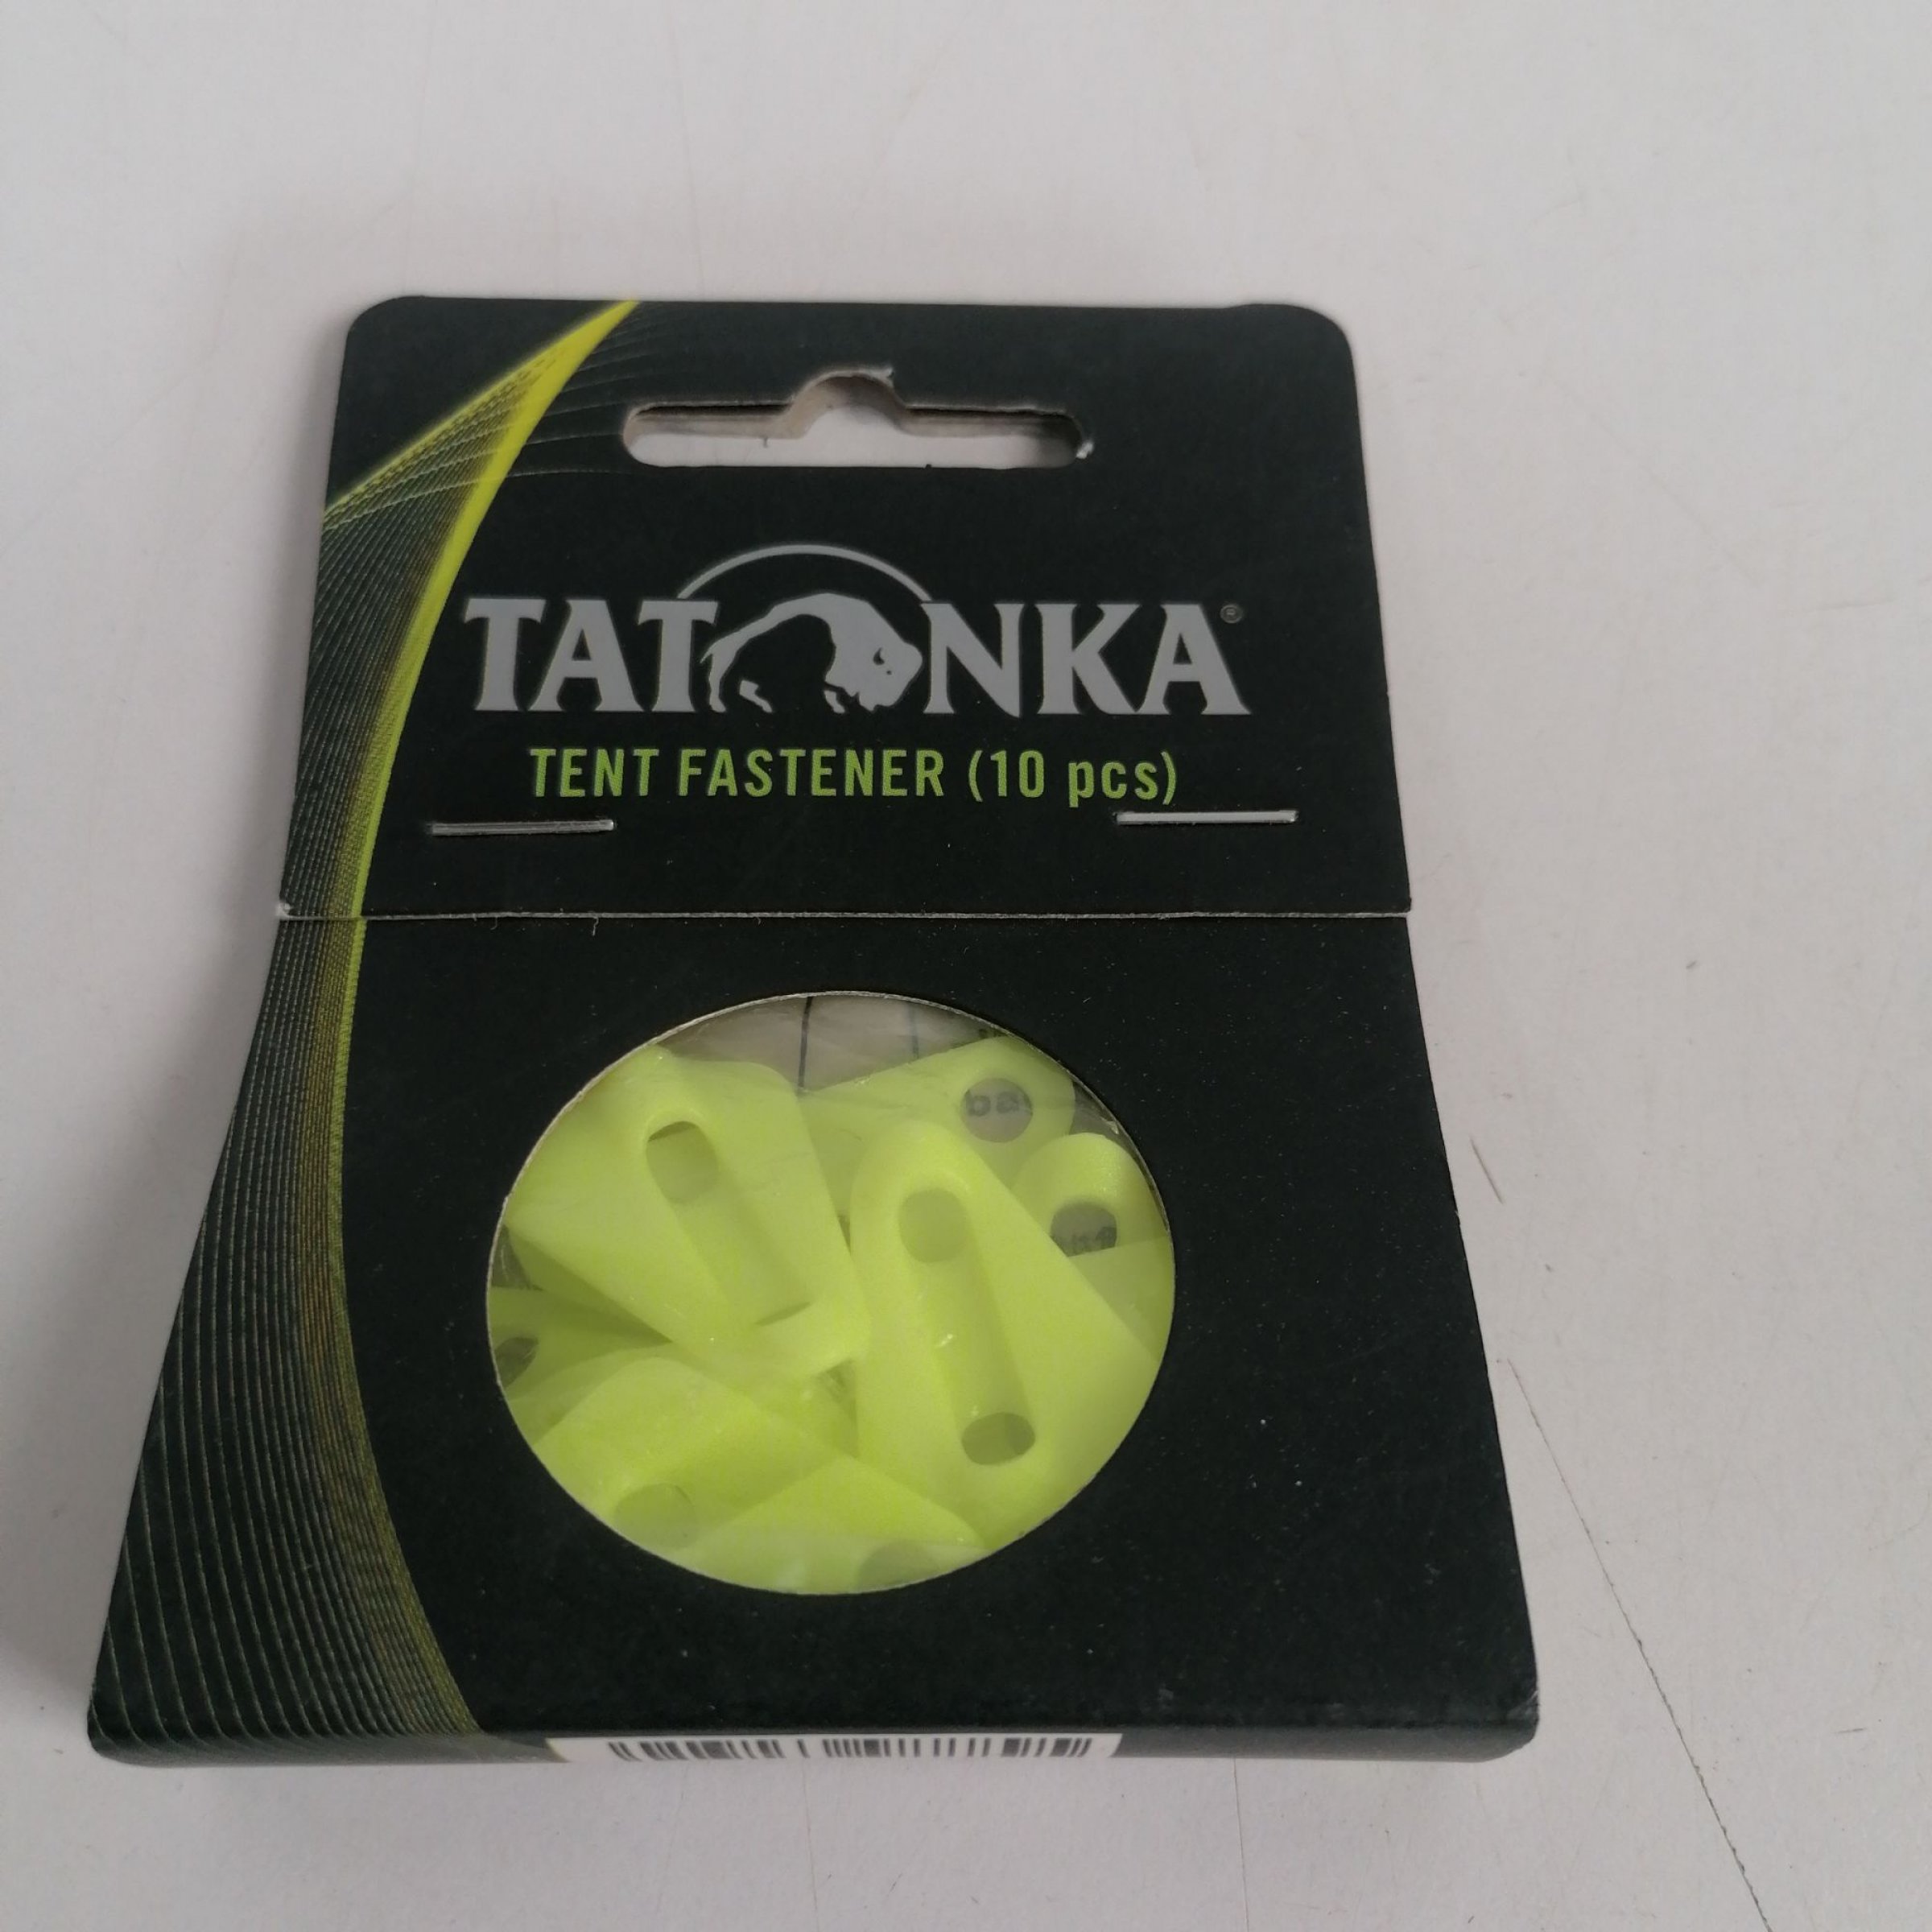 TATONKA®
TENT FASTENER (10 pcs)